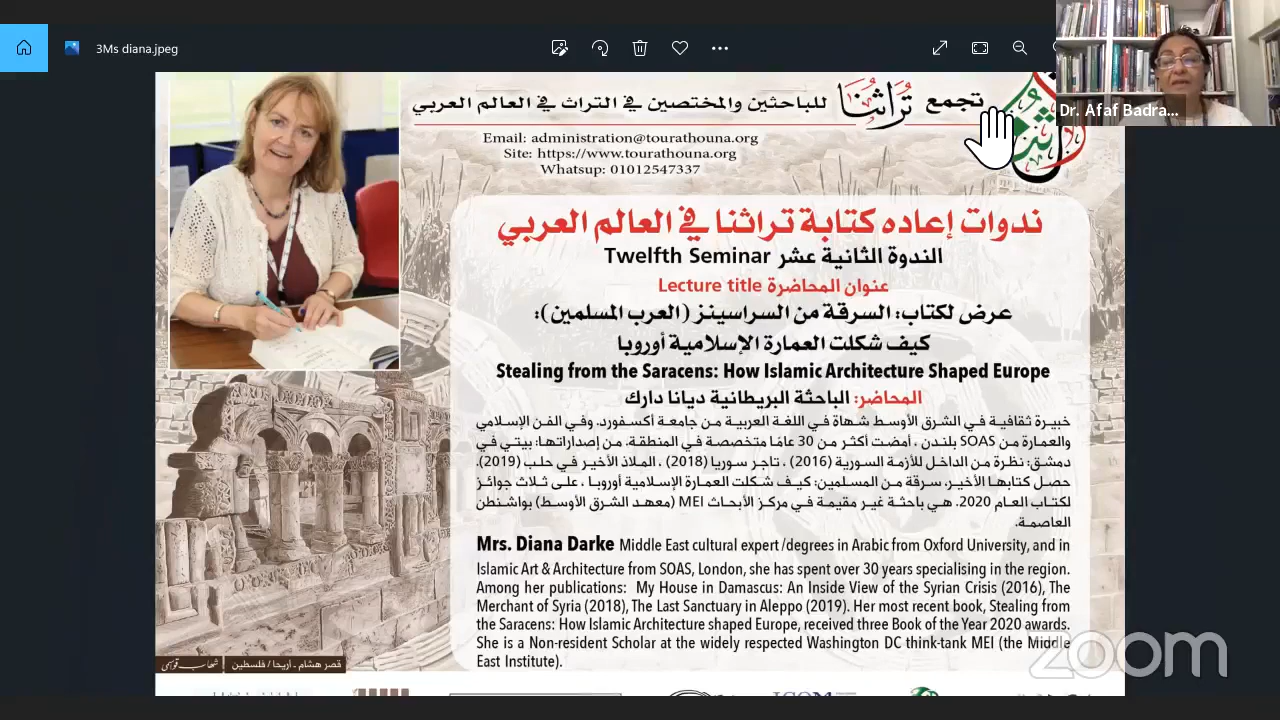 3Ms diana.jpeg
Dr. Afaf Badra...
تجمع تراثنا للباحثين والمختصين في التراث في العالم العربي
Email: administration@tourathouna.org
Site: https://www.tourathouna.org
Whatsup: 01012547337
ندوات إعاده كتابة تراثنا في العالم العربي
الندوة الثانية عشر Twelfth Seminar
عنوان المحاضرة Lecture title
عرض لكتاب: السرقة من السراسينز (العرب المسلمين):
كيف شكلت العمارة الإسلامية أوروبا
Stealing from the Saracens: How Islamic Architecture Shaped Europe
المحاضر: الباحثة البريطانية ديانا دارك
خبيرة ثقافية في الشرق الأوسط شهاة في اللغة العربية من جامعة أكسفورد. وفي الفن الإسلامي
والعمارة من SOAS بلندن ، أمضت أكثر من 30 عامًا متخصصة في المنطقة. من إصداراتها: بيتي في
دمشق: نظرة من الداخل للأزمة السورية (2016) ، تاجر سوريا (2018) ، الملاذ الأخير في حلب (2019).
حصل كتابها الأخير، سرقة من المسلمين: كيف شكلت العمارة الإسلامية أوروبا ، على ثلاث جوائز
لكتاب العام 2020. هي باحثة غير مقيمة في مركز الأبحاث MEI (معهد الشرق الأوسط) بواشنطن
العاصمة.
Mrs. Diana Darke Middle East cultural expert /degrees in Arabic from Oxford University, and in
Islamic Art & Architecture from SOAS, London, she has spent over 30 years specialising in the region.
Among her publications: My House in Damascus: An Inside View of the Syrian Crisis (2016), The
Merchant of Syria (2018), The Last Sanctuary in Aleppo (2019). Her most recent book, Stealing from
the Saracens: How Islamic Architecture shaped Europe, received three Book of the Year 2020 awards.
She is a Non-resident Scholar at the widely respected Washington DC think-tank MEI (the Middle
East Institute).
قصر هشام - أريحا / فلسطين
zoom